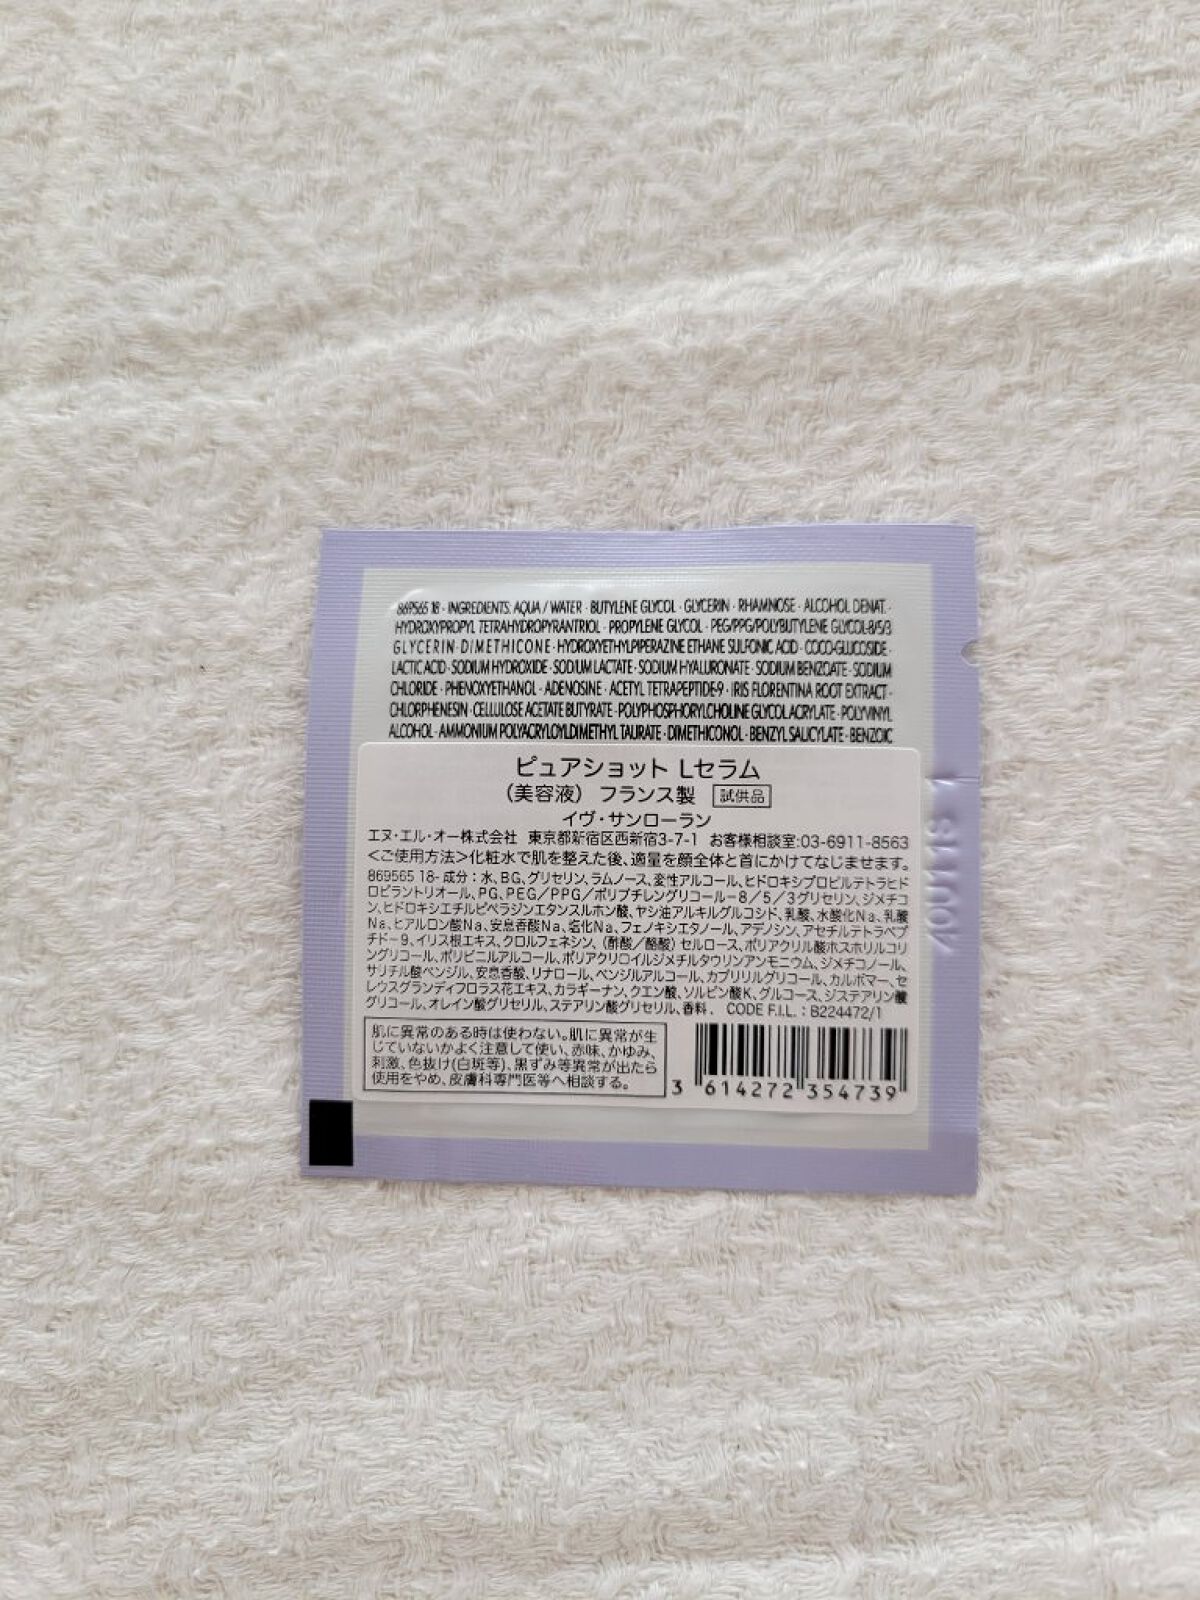 869565 18 · INGREDIENTS: AQUA / WATER · BUTYLENE GLYCOL · GLYCERIN · RHAMNOSE · ALCOHOL DENAT. ·
HYDROXYPROPYL TETRAHYDROPYRANTRIOL · PROPYLENE GLYCOL · PEG/PPG/POLYBUTYLENE GLYCOL-8/5/3
GLYCERIN · DIMETHICONE · HYDROXYETHYLPIPERAZINE ETHANE SULFONIC ACID · COCO-GLUCOSIDE ·
LACTIC ACID · SODIUM HYDROXIDE · SODIUM LACTATE · SODIUM HYALURONATE · SODIUM BENZOATE · SODIUM
CHLORIDE · PHENOXYETHANOL · ADENOSINE · ACETYL TETRAPEPTIDE-9 · IRIS FLORENTINA ROOT EXTRACT ·
CHLORPHENESIN · CELLULOSE ACETATE BUTYRATE · POLYPHOSPHORYLCHOLINE GLYCOL ACRYLATE · POLYVINYL
ALCOHOL · AMMONIUM POLYACRYLOYLDIMETHYL TAURATE · DIMETHICONOL · BENZYL SALICYLATE · BENZOIC
ピュアショット Lセラム
(美容液) フランス製 試供品
イヴ・サンローラン
エヌ・エル・オー株式会社 東京都新宿区西新宿3-7-1 お客様相談室:03-6911-8563
<ご使用方法>化粧水で肌を整えた後、適量を顔全体と首にかけてなじませます。
869565 18- 成分：水、BG、グリセリン、ラムノース、変性アルコール、ヒドロキシプロピルテトラヒド
ロピラントリオール、PG、PEG／PPG／ポリブチレングリコール－8／5／3グリセリン、ジメチコ
ン、ヒドロキシエチルピペラジンエタンスルホン酸、ヤシ油アルキルグルコシド、乳酸、水酸化Na、乳酸
Na、ヒアルロン酸Na、安息香酸Na、塩化Na、フェノキシエタノール、アデノシン、アセチルテトラペプ
チド－9、イリス根エキス、クロルフェネシン、(酢酸／酪酸) セルロース、ポリアクリル酸ホスホリルコリ
ングリコール、ポリビニルアルコール、ポリアクリロイルジメチルタウリンアンモニウム、ジメチコノール、
サリチル酸ベンジル、安息香酸、リナロール、ベンジルアルコール、カプリリルグリコール、カルボマー、セ
レウスグランディフロラス花エキス、カラギーナン、クエン酸、ソルビン酸K、グルコース、ジステアリン酸
グリコール、オレイン酸グリセリル、ステアリン酸グリセリル、香料． CODE F.I.L.：B224472/1
肌に異常のある時は使わない。肌に異常が生
じていないかよく注意して使い、赤味、かゆみ、
刺激、色抜け(白斑等)、黒ずみ等異常が出たら
使用をやめ、皮膚科専門医等へ相談する。
3 614272 354739